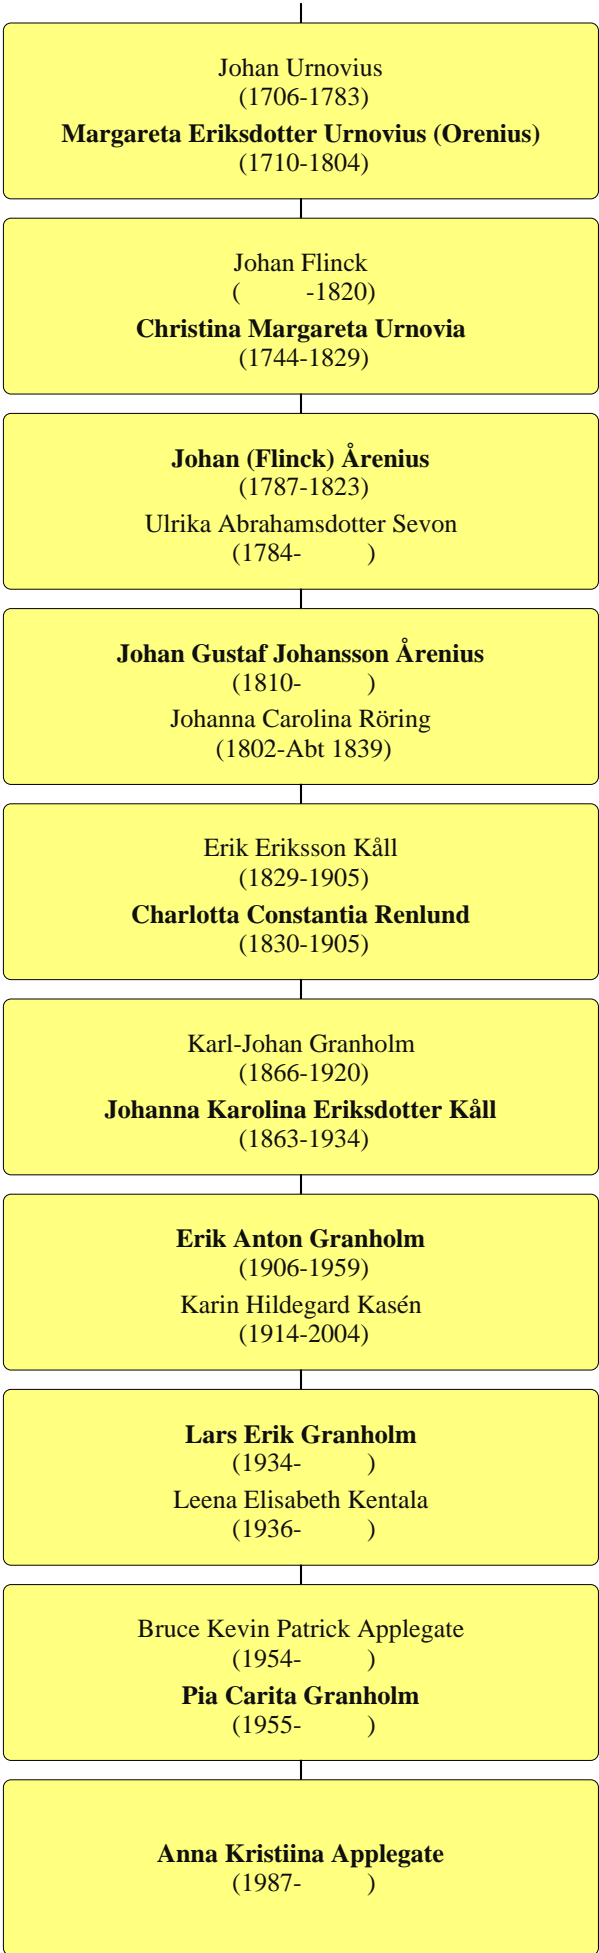 Johan Urnovius
(1706-1783)
Margareta Eriksdotter Urnovius (Orenius)
(1710-1804)
Johan Flinck
(          -1820)
Christina Margareta Urnovia
(1744-1829)
Johan (Flinck) Årenius
(1787-1823)
Ulrika Abrahamsdotter Sevon
(1784-          )
Johan Gustaf Johansson Årenius
(1810-          )
Johanna Carolina Röring
(1802-Abt 1839)
Erik Eriksson Kåll
(1829-1905)
Charlotta Constantia Renlund
(1830-1905)
Karl-Johan Granholm
(1866-1920)
Johanna Karolina Eriksdotter Kåll
(1863-1934)
Erik Anton Granholm
(1906-1959)
Karin Hildegard Kasén
(1914-2004)
Lars Erik Granholm
(1934-          )
Leena Elisabeth Kentala
(1936-          )
Bruce Kevin Patrick Applegate
(1954-          )
Pia Carita Granholm
(1955-          )
Anna Kristiina Applegate
(1987-          )